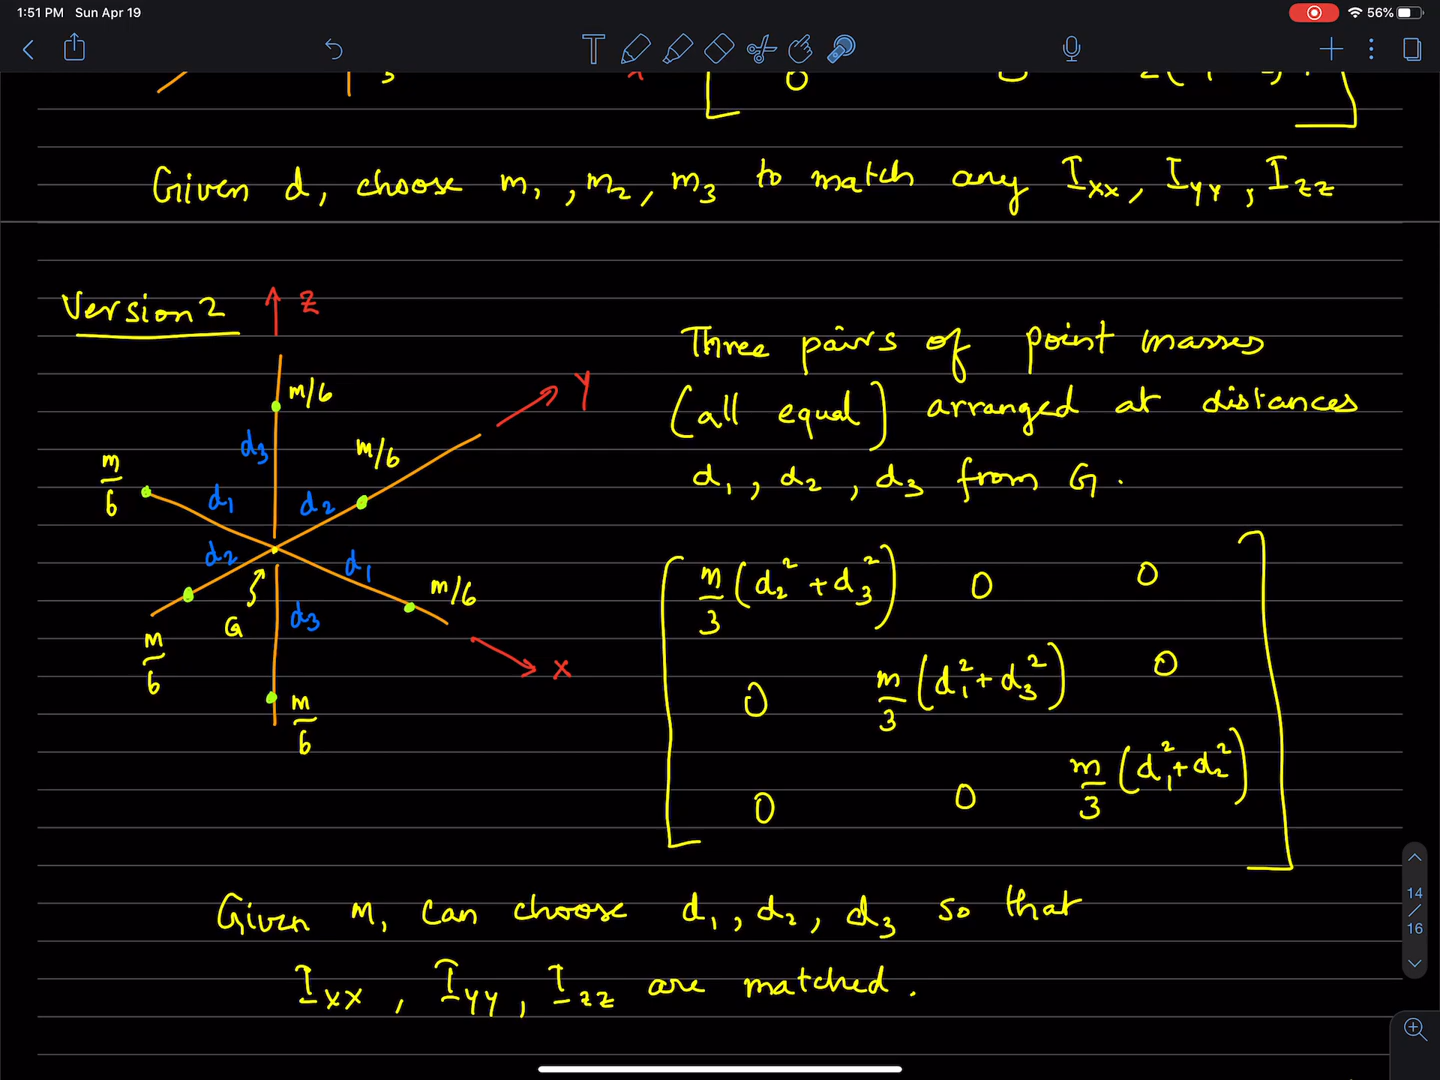 1:51 PM Sun Apr 19
56%
T
Given d, choose m₁, m₂, m₃ to match any Ixx, Iyy, Izz
Version 2
Z
Y
m/6
d₃
m/6
m/6
d₁
d₂
d₂
d₁
m/6
G
d₃
m/6
X
m/6
Three pairs of point masses
(all equal) arranged at distances
d₁, d₂, d₃ from G.
m/3 (d₂² + d₃²) 0 0
0 m/3 (d₁² + d₃²) 0
0 0 m/3 (d₁² + d₂²)
Given m, can choose d₁, d₂, d₃ so that
Ixx, Iyy, Izz are matched.
14
/
16